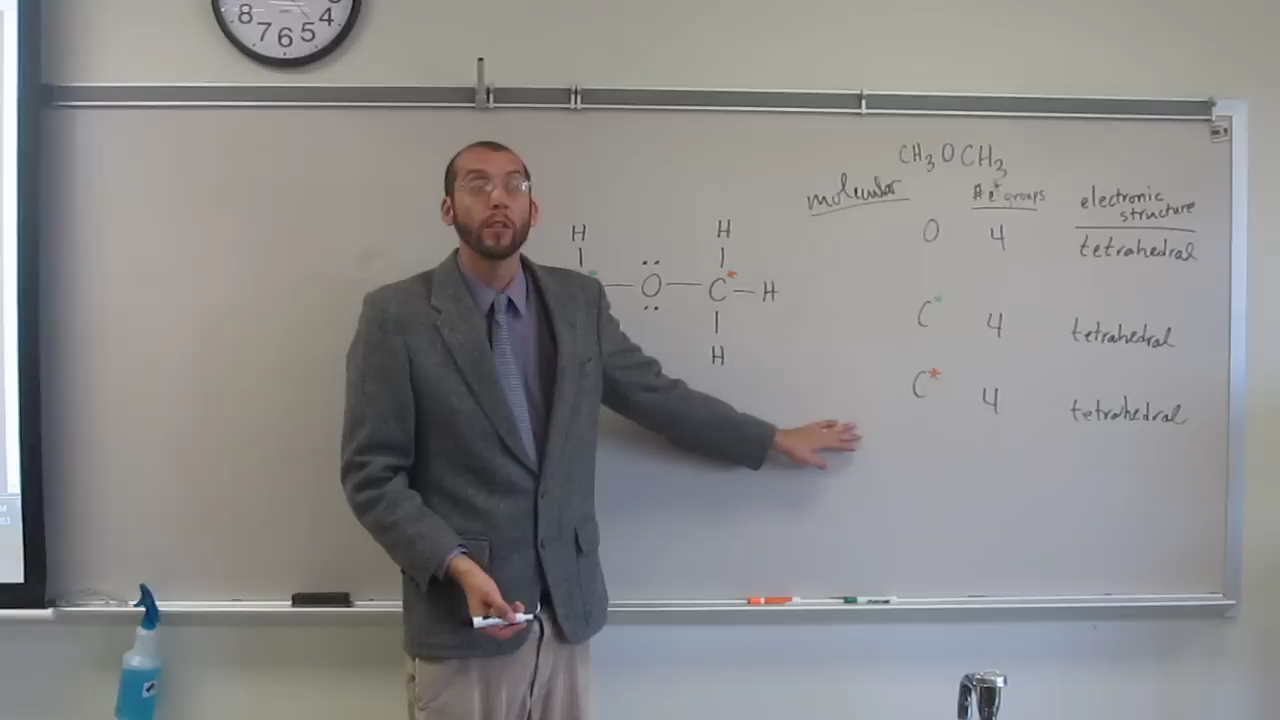 8 7 6 5 4
CH3OCH3
molecular # e- groups electronic structure
O 4 tetrahedral
C* 4 tetrahedral
C* 4 tetrahedral
H H
O C* H
H